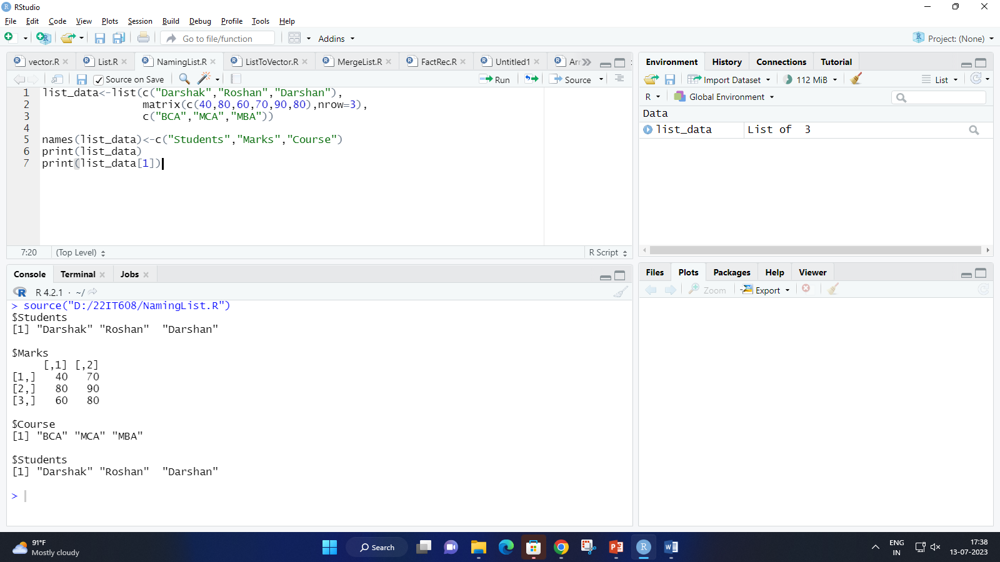 RStudio
File Edit Code View Plots Session Build Debug Profile Tools Help
Go to file/function Addins Project: (None)
vector.R List.R NamingList.R ListToVector.R MergeList.R FactRec.R Untitled1 Arr
Source on Save Run Source
1 list_data<-list(c("Darshak","Roshan","Darshan"),
2 matrix(c(40,80,60,70,90,80),nrow=3),
3 c("BCA","MCA","MBA"))
4
5 names(list_data)<-c("Students","Marks","Course")
6 print(list_data)
7 print(list_data[1])
7:20 (Top Level) R Script
Console Terminal Jobs
R 4.2.1 · ~/
> source("D:/22IT608/NamingList.R")
$Students
[1] "Darshak" "Roshan"  "Darshan"
$Marks
     [,1] [,2]
[1,]   40   70
[2,]   80   90
[3,]   60   80
$Course
[1] "BCA" "MCA" "MBA"
$Students
[1] "Darshak" "Roshan"  "Darshan"
>
Environment History Connections Tutorial
Import Dataset 112 MiB List
R Global Environment
Data
list_data List of  3
Files Plots Packages Help Viewer
Zoom Export
91°F
Mostly cloudy
Search
ENG
IN
17:38
13-07-2023